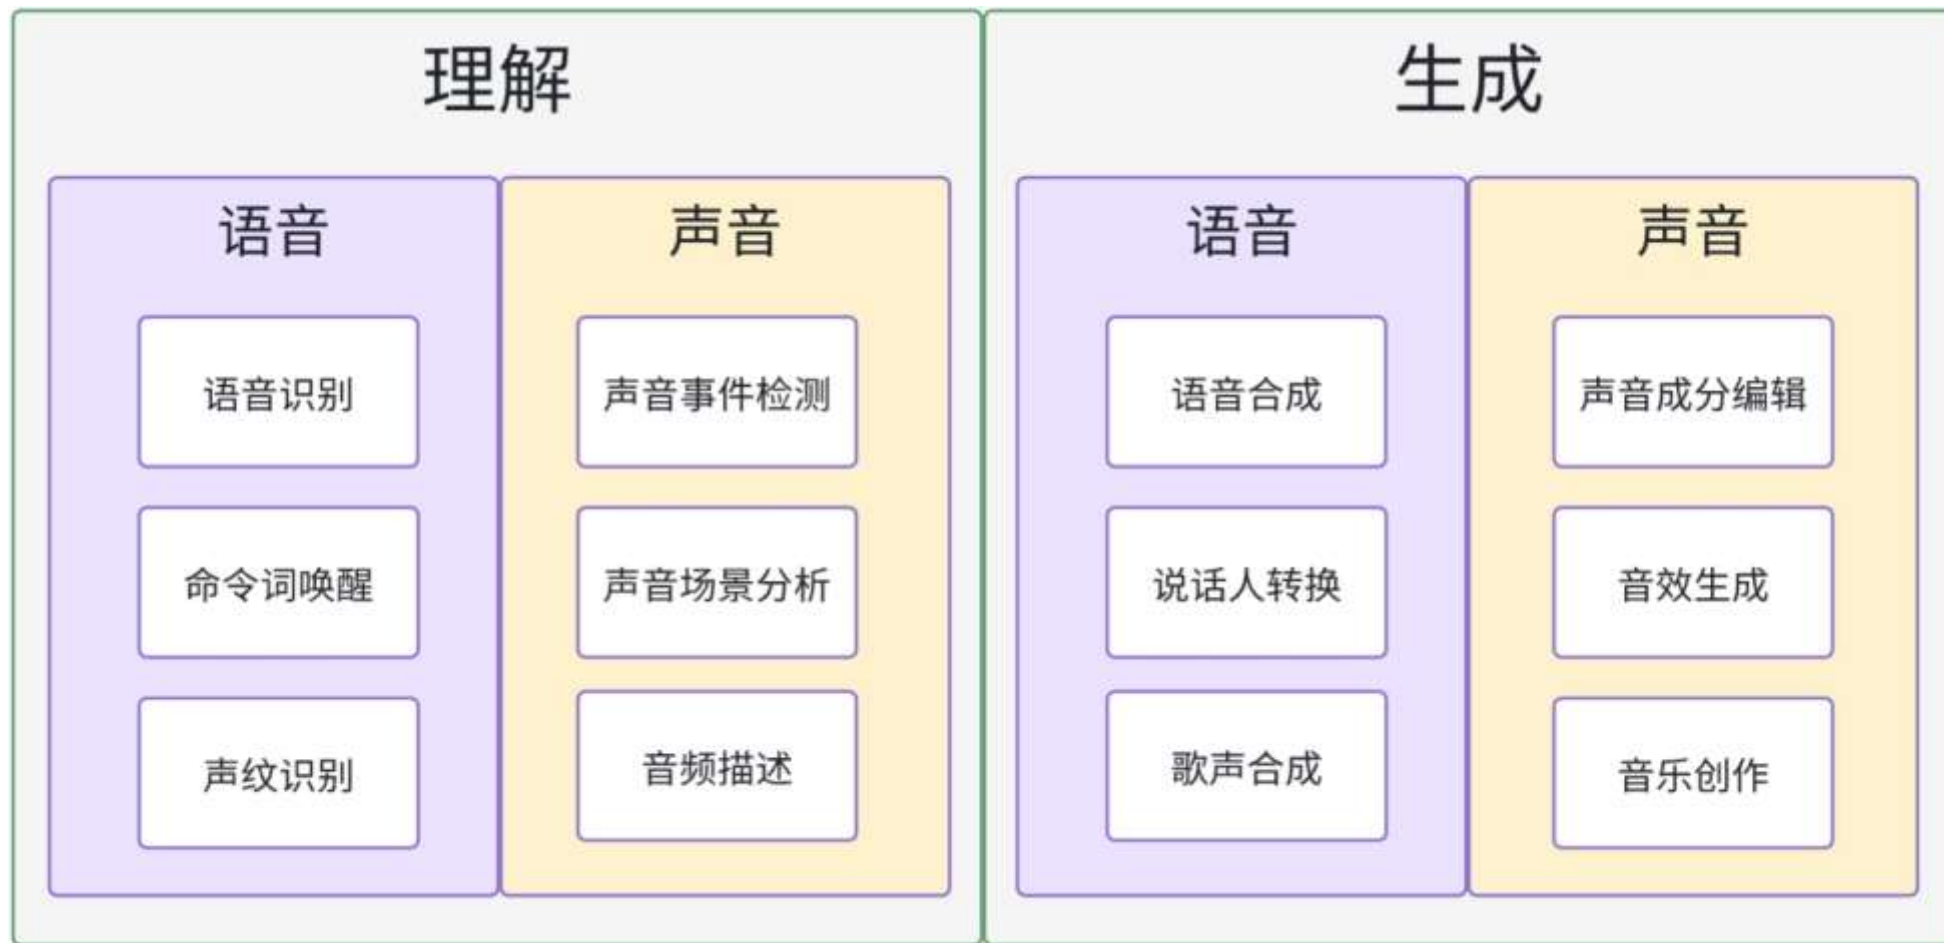 理解
语音
语音识别
命令词唤醒
声纹识别
声音
声音事件检测
声音场景分析
音频描述
生成
语音
语音合成
说话人转换
歌声合成
声音
声音成分编辑
音效生成
音乐创作